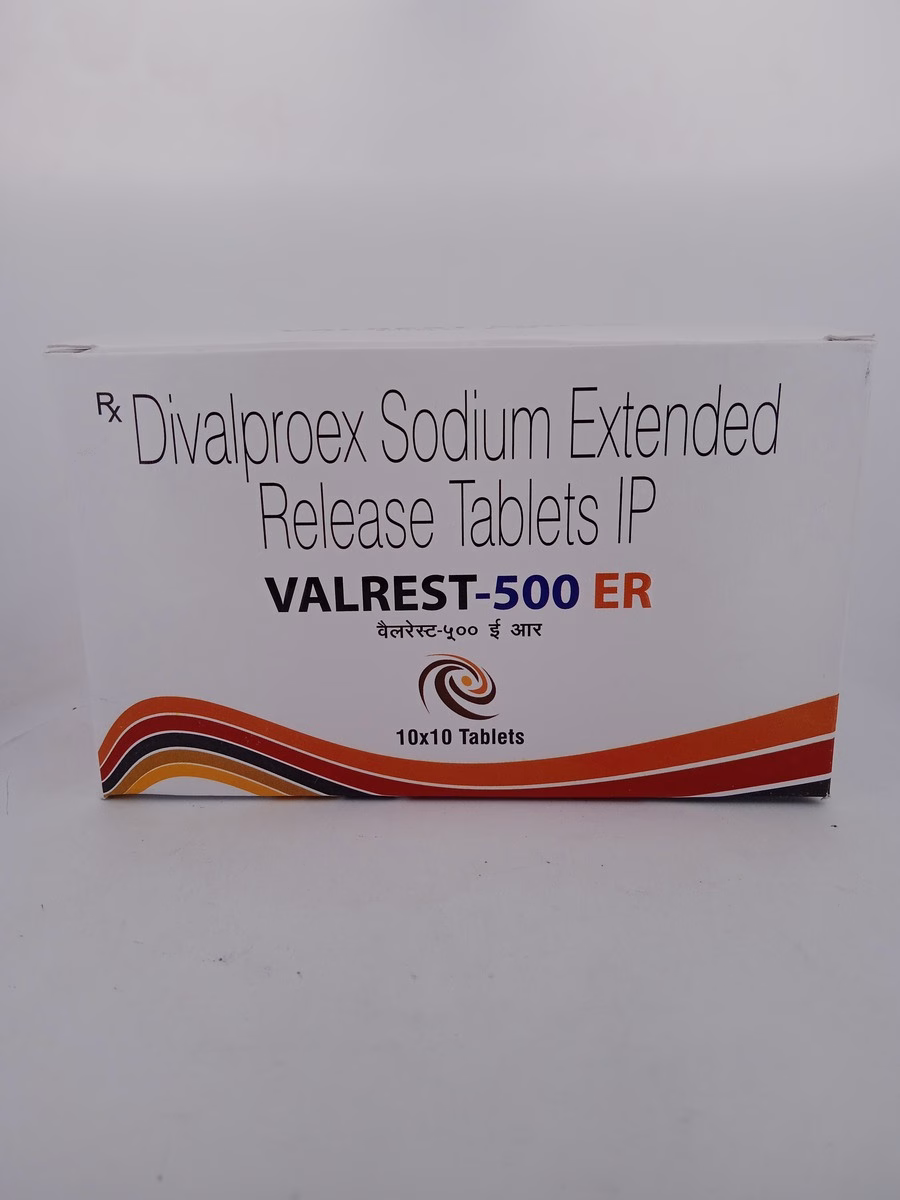 Rx Divalproex Sodium Extended
Release Tablets IP
VALREST-500 ER
वैलरेस्ट-५०० ई आर
10x10 Tablets